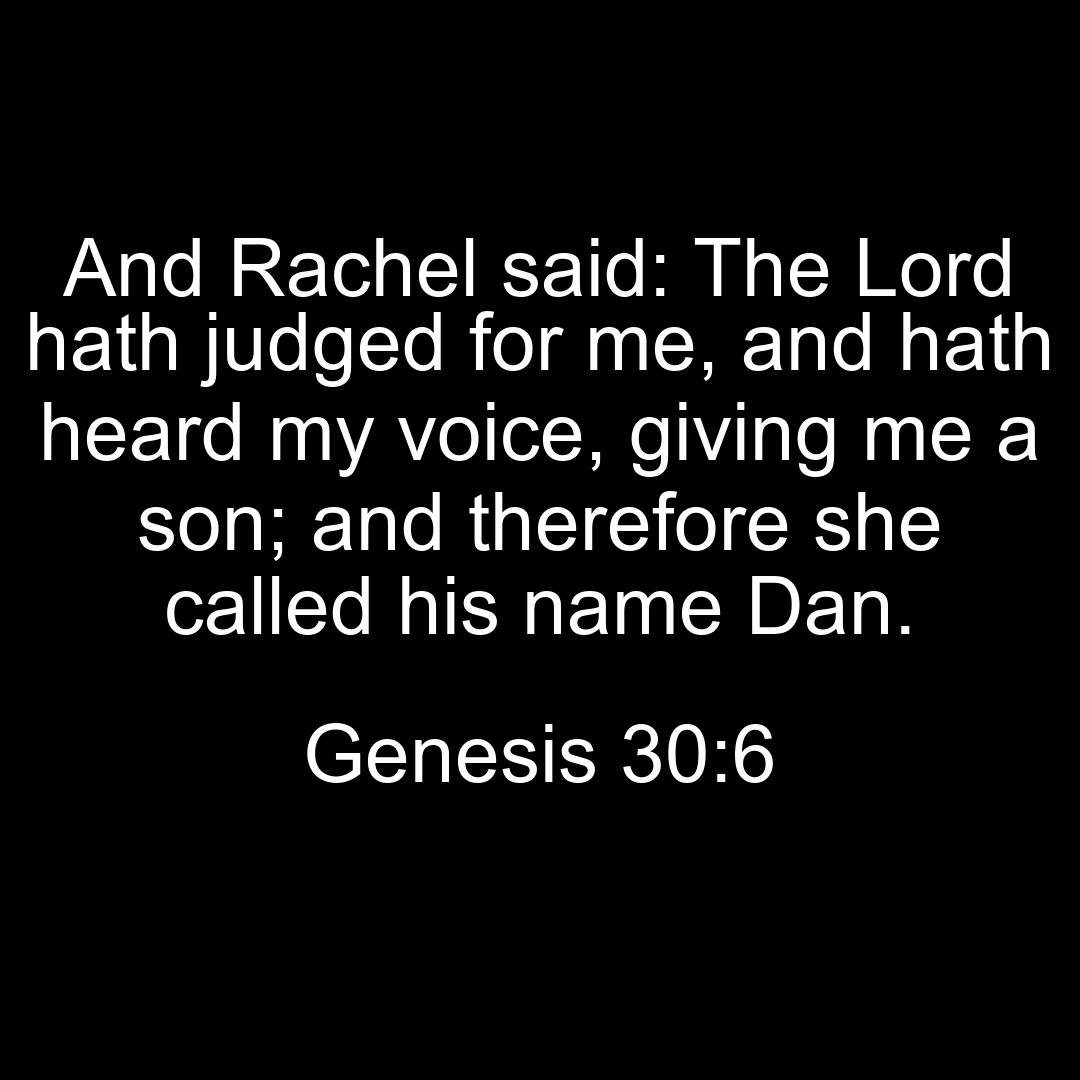 And Rachel said: The Lord
hath judged for me, and hath
heard my voice, giving me a
son; and therefore she
called his name Dan.
Genesis 30:6